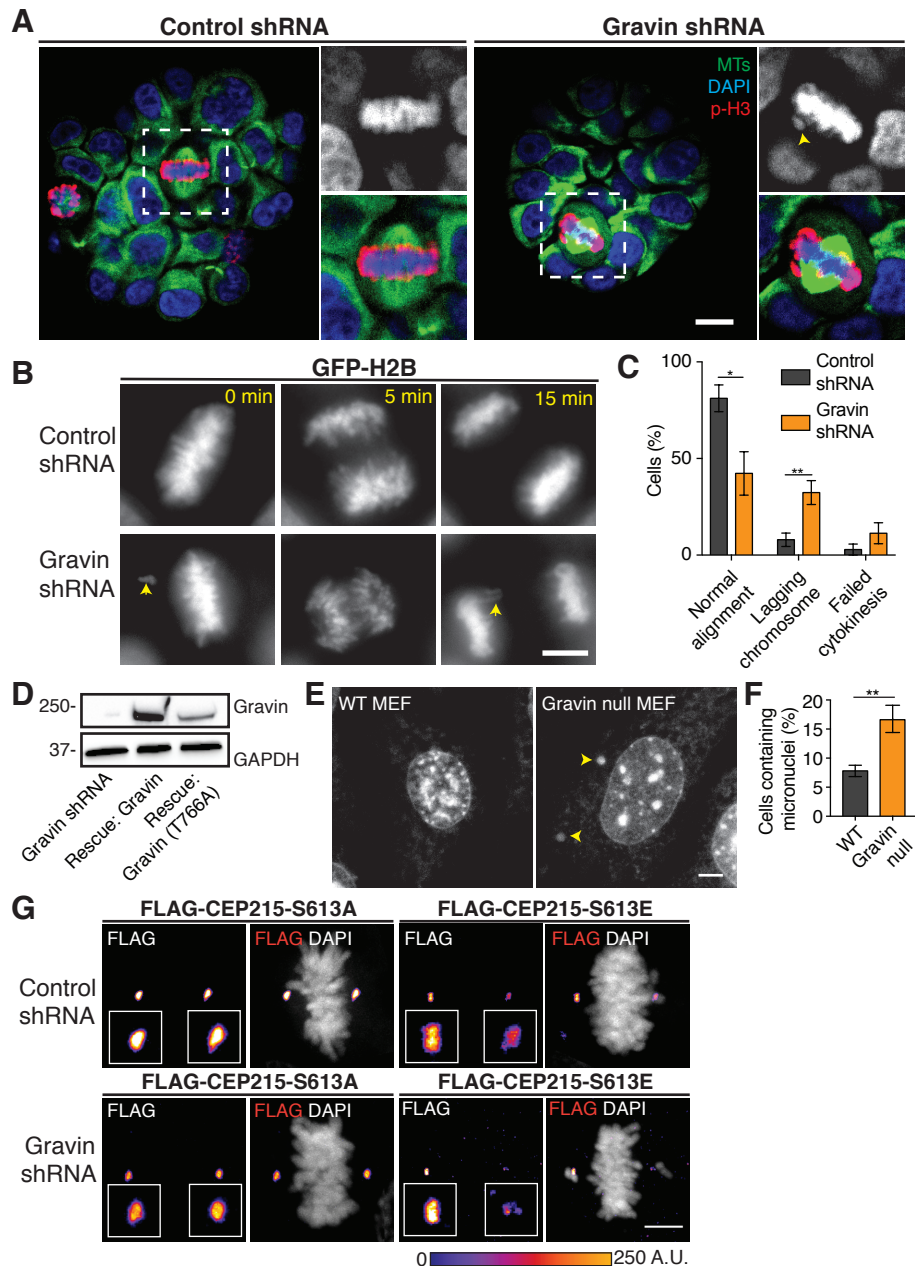 A
Control shRNA
Gravin shRNA
MTs
DAPI
p-H3
B
GFP-H2B
0 min
5 min
15 min
Control
shRNA
Gravin
shRNA
C
100
50
0
Cells (%)
*
**
Control
shRNA
Gravin
shRNA
Normal
alignment
Lagging
chromosome
Failed
cytokinesis
D
250-
37-
Gravin
GAPDH
Gravin shRNA
Rescue: Gravin
Rescue:
Gravin (T766A)
E
WT MEF
Gravin null MEF
F
Cells containing
micronuclei (%)
20
15
10
5
0
**
WT
Gravin
null
G
FLAG-CEP215-S613A
FLAG-CEP215-S613E
Control
shRNA
FLAG
FLAG DAPI
FLAG
FLAG DAPI
FLAG-CEP215-S613A
FLAG-CEP215-S613E
Gravin
shRNA
FLAG
FLAG DAPI
FLAG
FLAG DAPI
0
250 A.U.